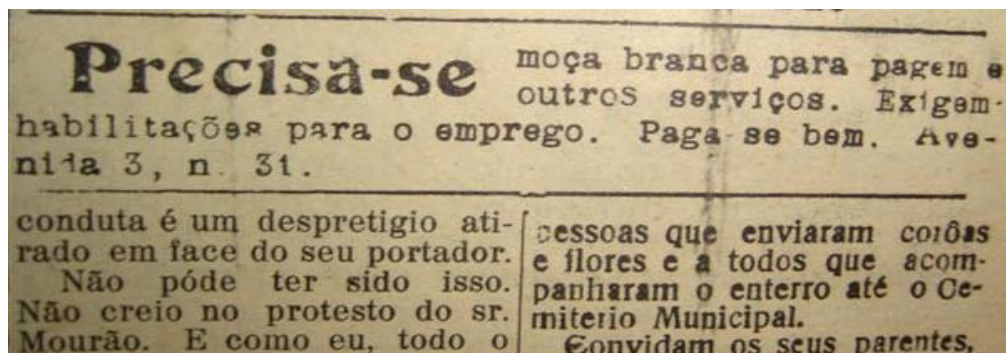 Precisa-se moça branca para pagem e
outros serviços. Exigem-
habilitações para o emprego. Paga-se bem. Ave-
nida 3, n. 31.
conduta é um despretigio ati-
rado em face do seu portador.
Não póde ter sido isso.
Não creio no protesto do sr.
Mourão. E como eu, todo o
pessoas que enviaram corôas
e flores e a todos que acom-
panharam o enterro até o Ce-
miterio Municipal.
Convidam os seus parentes,